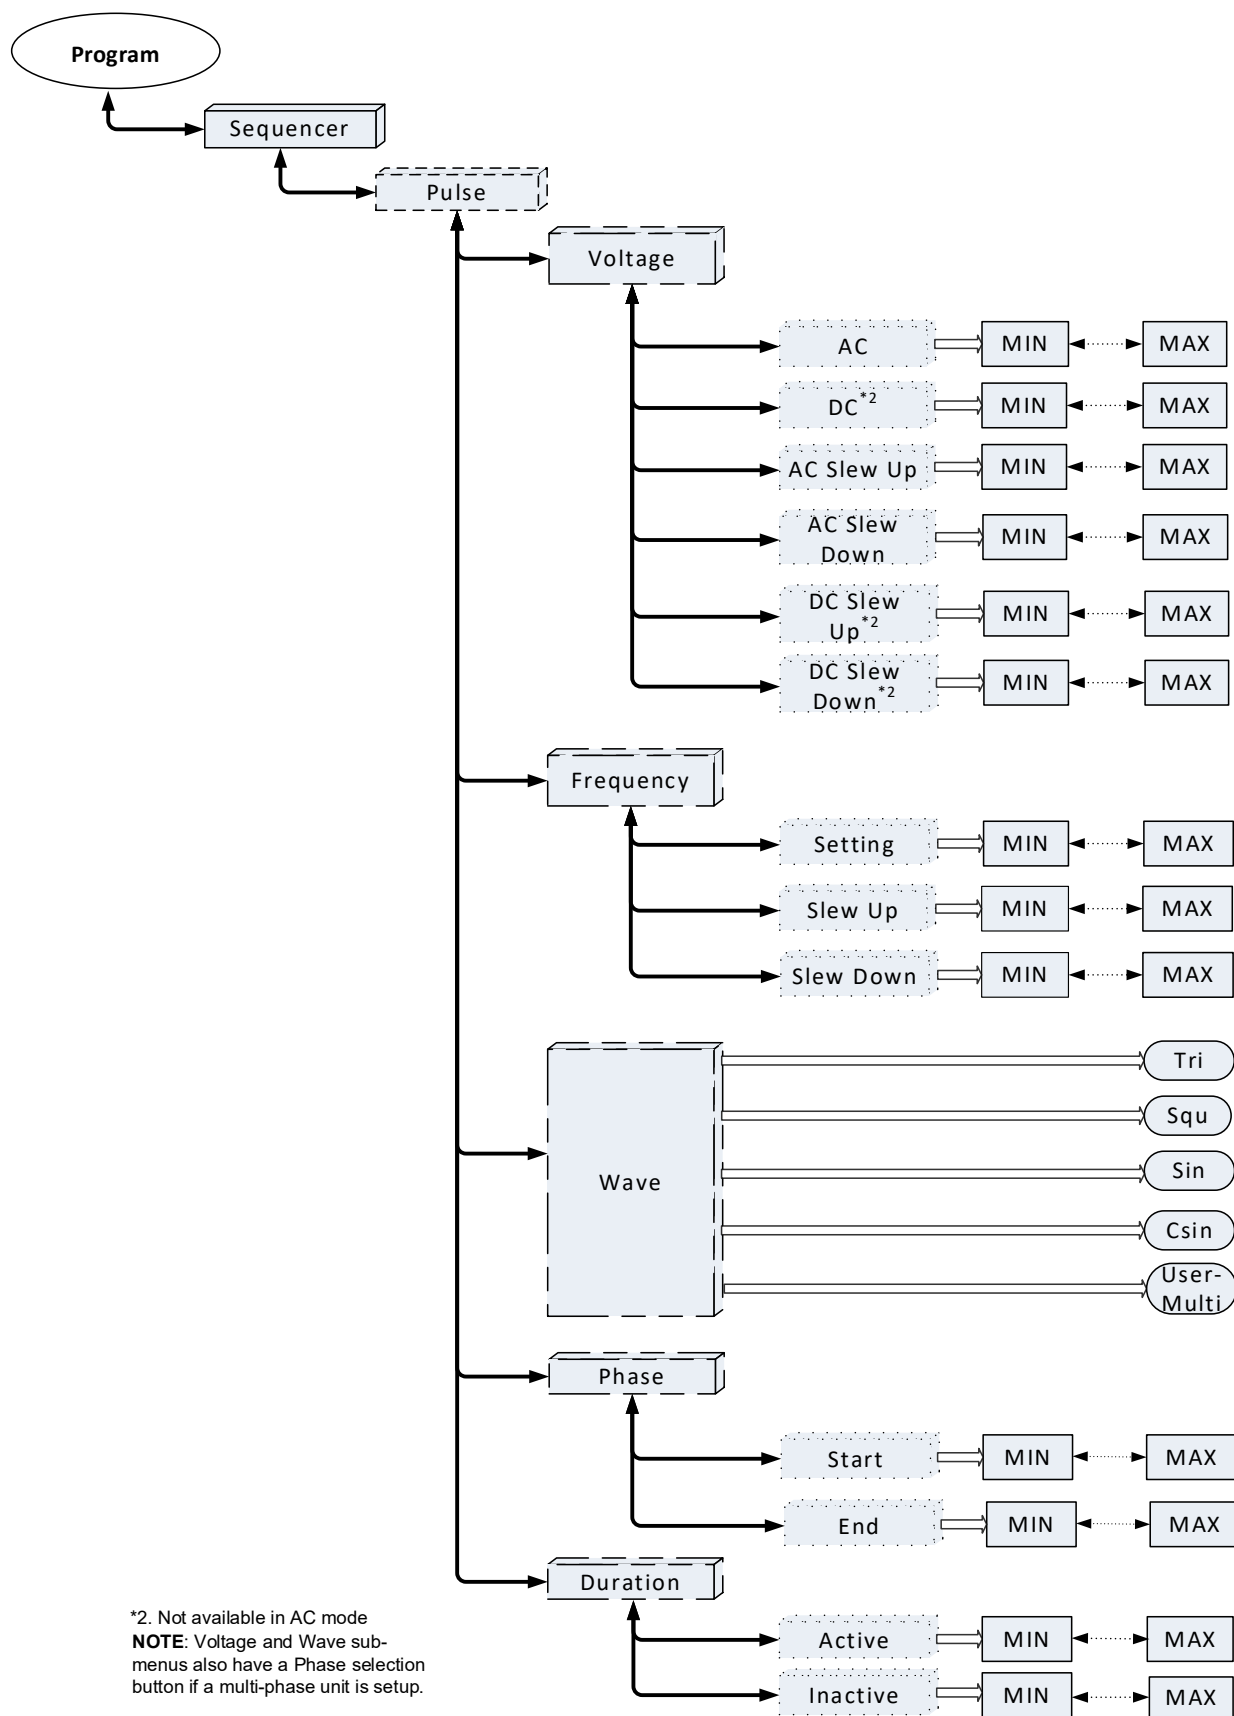 Program
Sequencer
Pulse
Voltage
AC MIN MAX
DC*2 MIN MAX
AC Slew Up MIN MAX
AC Slew
Down MIN MAX
DC Slew
Up*2 MIN MAX
DC Slew
Down*2 MIN MAX
Frequency
Setting MIN MAX
Slew Up MIN MAX
Slew Down MIN MAX
Wave
Tri
Squ
Sin
Csin
User-
Multi
Phase
Start MIN MAX
End MIN MAX
Duration
Active MIN MAX
Inactive MIN MAX
*2. Not available in AC mode
NOTE: Voltage and Wave sub-
menus also have a Phase selection
button if a multi-phase unit is setup.